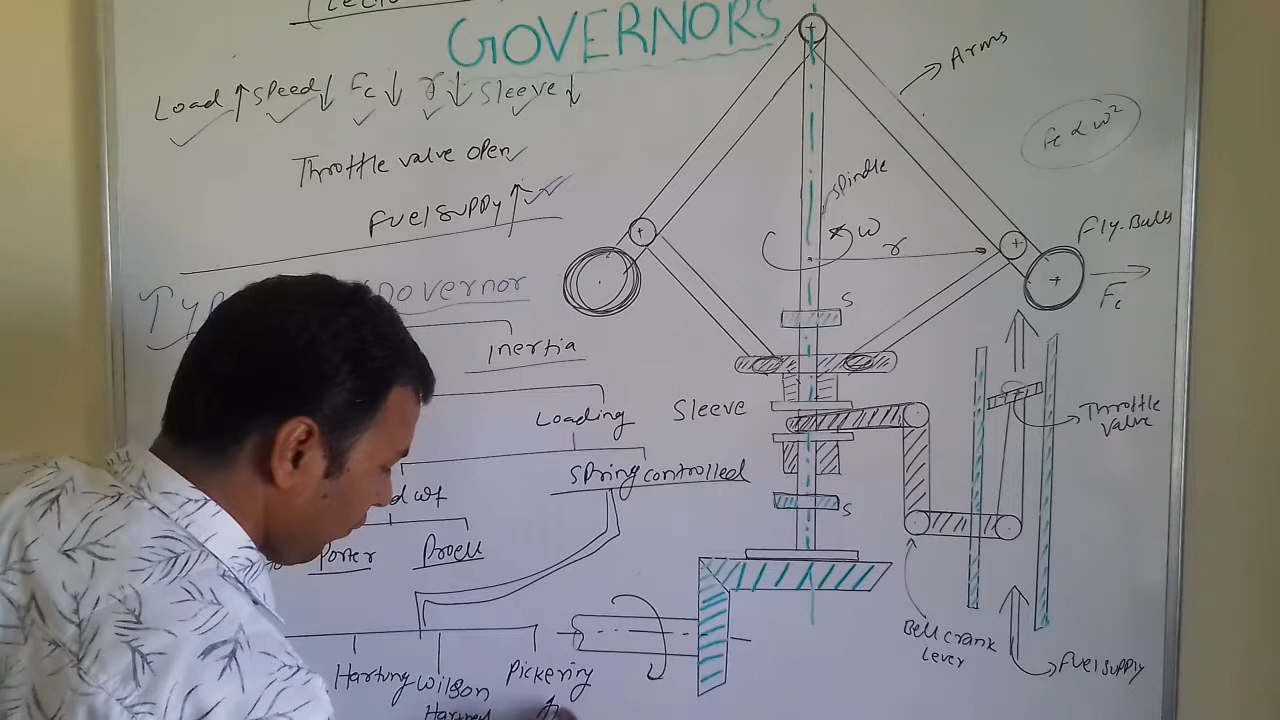 GOVERNORS
Load ↑ Speed ↓ Fc ↓ r ↓ Sleeve ↓
Throttle valve open
Fuel supply ↑
Governor
Inertia
Loading
d wt
Spring controlled
Porter Proell
Hartung
Wilson
Hartnell
Pickering
Arms
Fc ∝ ω²
Spindle
ω
r
Fly-Balls
Fc
S
Sleeve
S
Throttle
valve
Bell crank
lever
Fuel supply